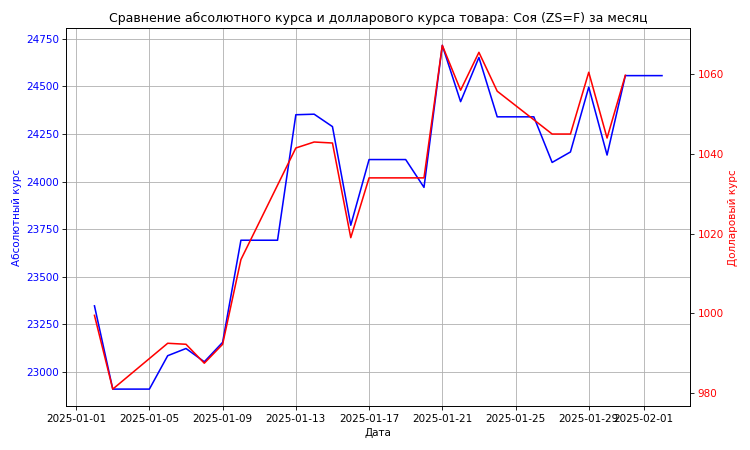 Сравнение абсолютного курса и долларового курса товара: Соя (ZS=F) за месяц
24750
24500
24250
24000
23750
23500
23250
23000
Абсолютный курс
1060
1040
1020
1000
980
Долларовый курс
2025-01-01 2025-01-05 2025-01-09 2025-01-13 2025-01-17 2025-01-21 2025-01-25 2025-01-29 2025-02-01
Дата